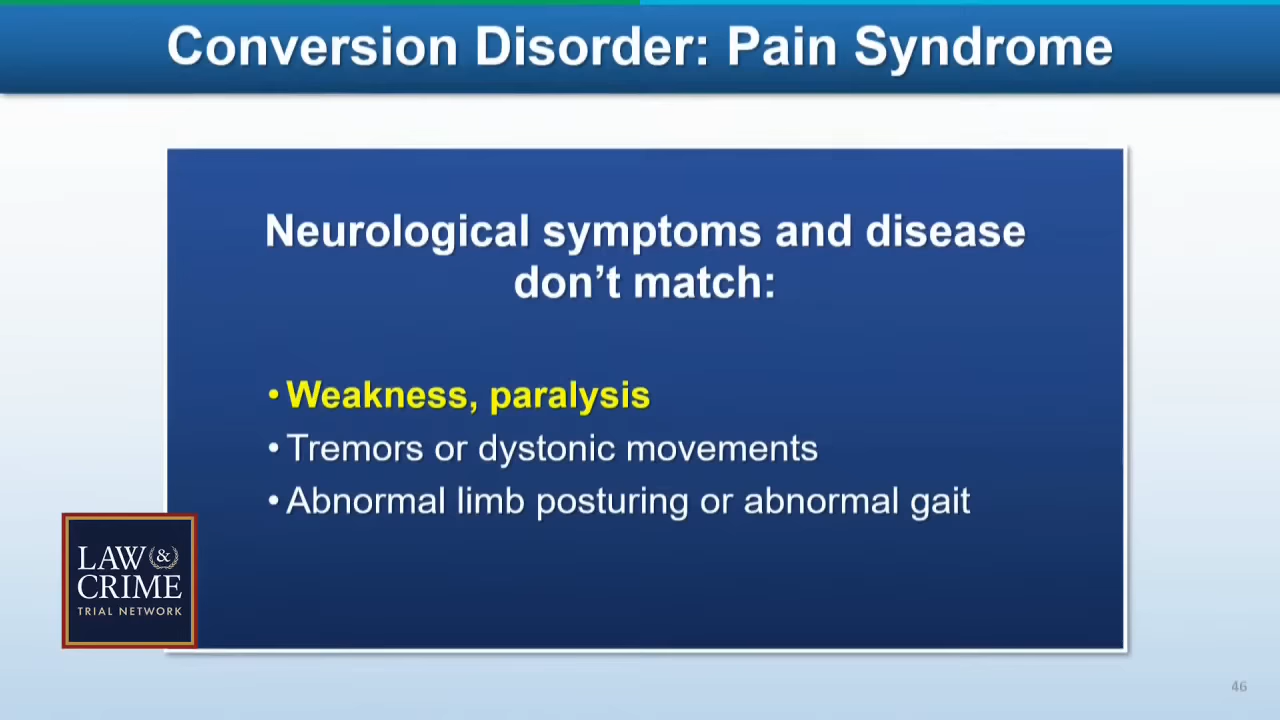 Conversion Disorder: Pain Syndrome
Neurological symptoms and disease
don’t match:
• Weakness, paralysis
• Tremors or dystonic movements
• Abnormal limb posturing or abnormal gait
LAW &
CRIME
TRIAL NETWORK
46